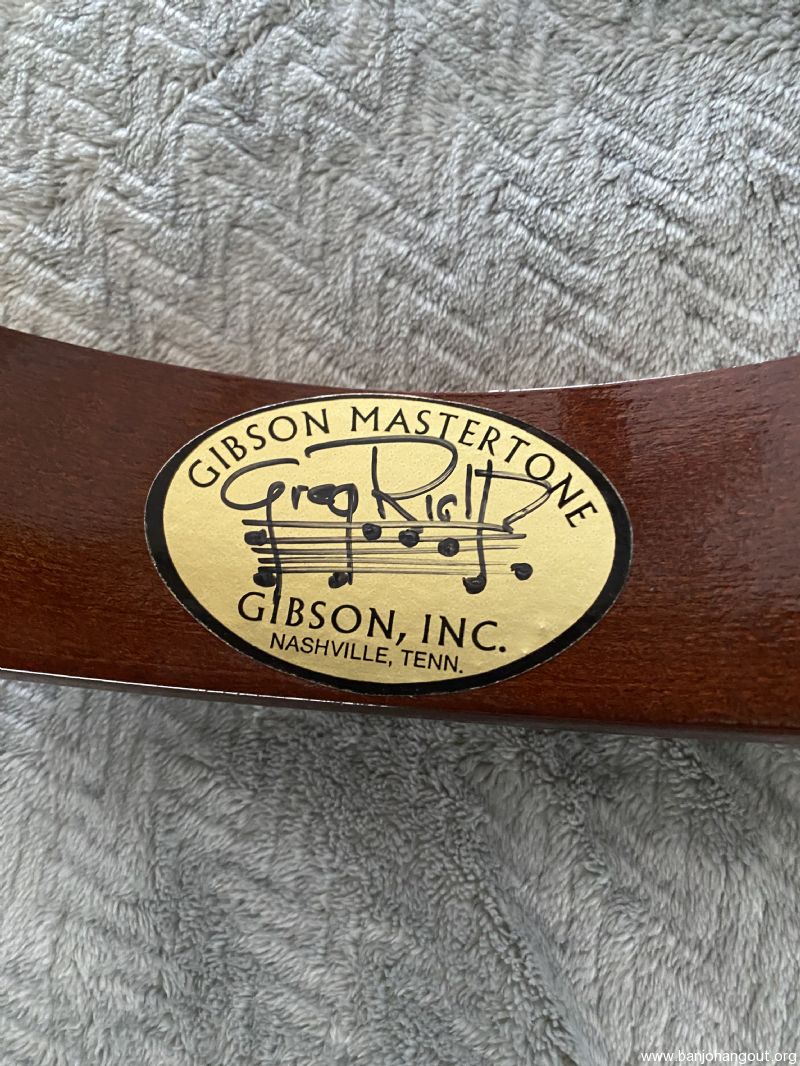 GIBSON MASTERTONE
Greg Rich
GIBSON, INC.
NASHVILLE, TENN.
www.banjohangout.org